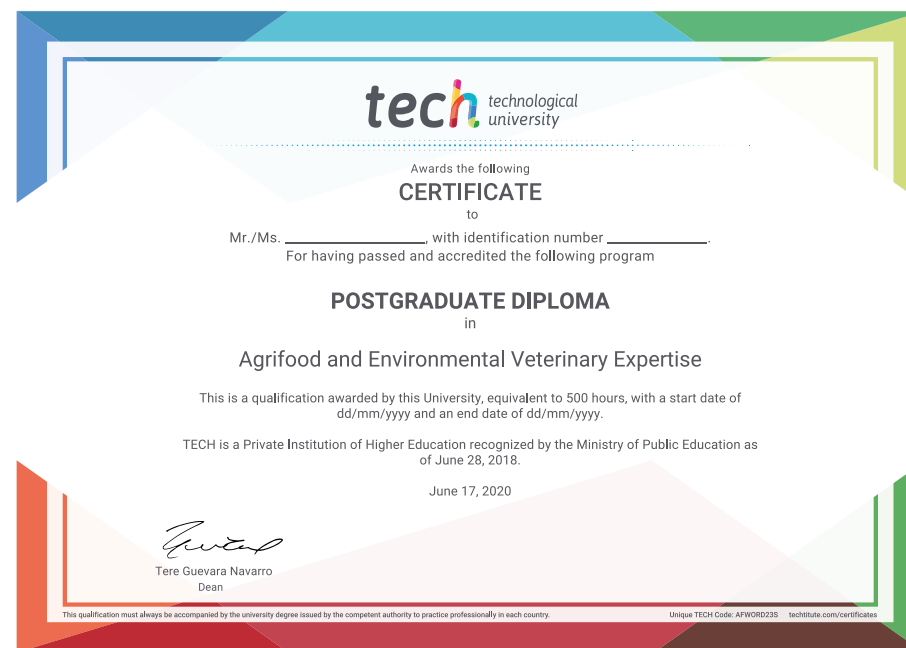 tech technological
university
Awards the following
CERTIFICATE
to
Mr./Ms. ____________________, with identification number ______________.
For having passed and accredited the following program
POSTGRADUATE DIPLOMA
in
Agrifood and Environmental Veterinary Expertise
This is a qualification awarded by this University, equivalent to 500 hours, with a start date of
dd/mm/yyyy and an end date of dd/mm/yyyy.
TECH is a Private Institution of Higher Education recognized by the Ministry of Public Education as
of June 28, 2018.
June 17, 2020
Tere Guevara Navarro
Dean
This qualification must always be accompanied by the university degree issued by the competent authority to practice professionally in each country. Unique TECH Code: AFWORD23S techtitute.com/certificates